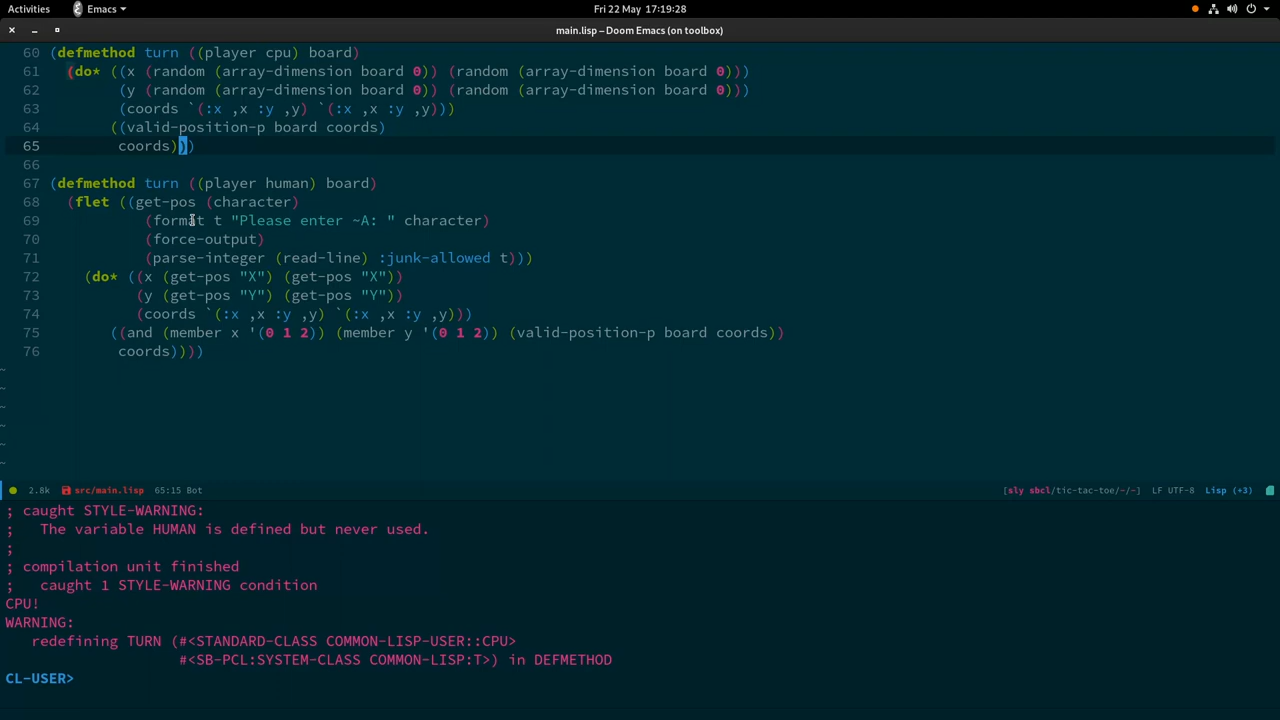 Activities Emacs Fri 22 May 17:19:28
main.lisp – Doom Emacs (on toolbox)
60 (defmethod turn ((player cpu) board)
61 (do* ((x (random (array-dimension board 0)) (random (array-dimension board 0)))
62 (y (random (array-dimension board 0)) (random (array-dimension board 0)))
63 (coords `(:x ,x :y ,y) `(:x ,x :y ,y)))
64 ((valid-position-p board coords)
65 coords)))
66
67 (defmethod turn ((player human) board)
68 (flet ((get-pos (character)
69 (format t "Please enter ~A: " character)
70 (force-output)
71 (parse-integer (read-line) :junk-allowed t)))
72 (do* ((x (get-pos "X") (get-pos "X"))
73 (y (get-pos "Y") (get-pos "Y"))
74 (coords `(:x ,x :y ,y) `(:x ,x :y ,y)))
75 ((and (member x '(0 1 2)) (member y '(0 1 2)) (valid-position-p board coords))
76 coords))))
~
~
~
~
~
~
2.8k src/main.lisp 65:15 Bot [sly sbcl/tic-tac-toe/-/-] LF UTF-8 Lisp (+3)
; caught STYLE-WARNING:
; The variable HUMAN is defined but never used.
;
; compilation unit finished
; caught 1 STYLE-WARNING condition
CPU!
WARNING:
redefining TURN (#<STANDARD-CLASS COMMON-LISP-USER::CPU>
#<SB-PCL:SYSTEM-CLASS COMMON-LISP:T>) in DEFMETHOD
CL-USER>